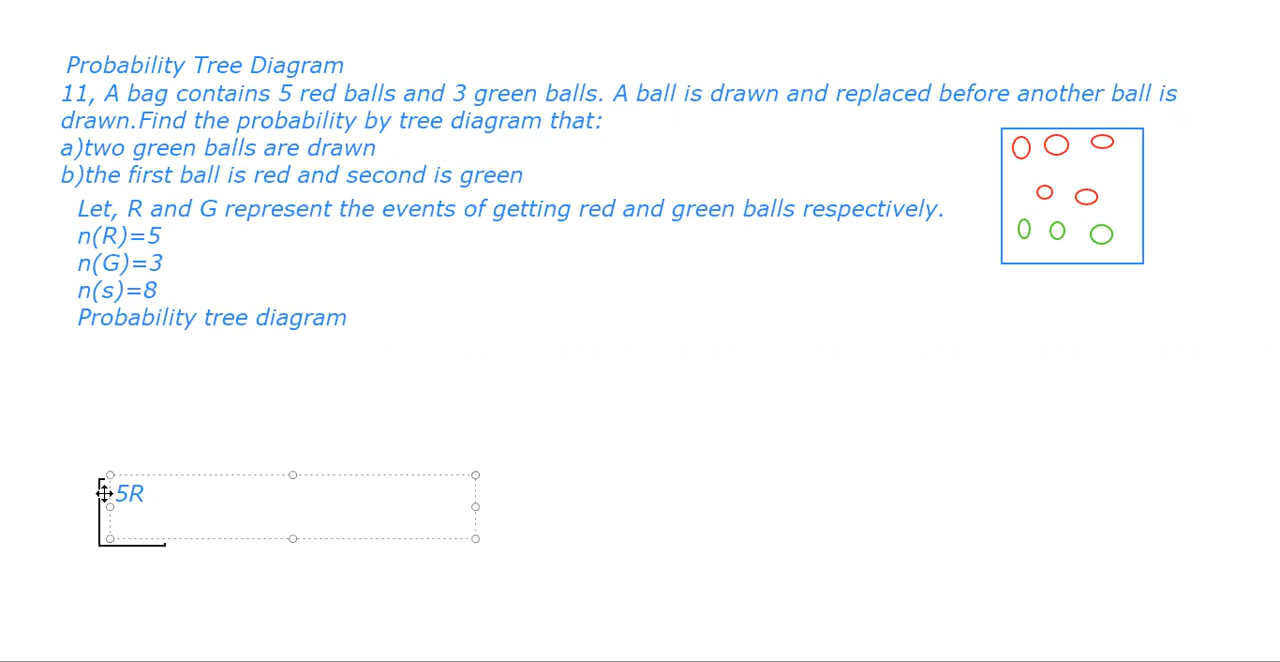 Probability Tree Diagram
11, A bag contains 5 red balls and 3 green balls. A ball is drawn and replaced before another ball is
drawn.Find the probability by tree diagram that:
a)two green balls are drawn
b)the first ball is red and second is green
Let, R and G represent the events of getting red and green balls respectively.
n(R)=5
n(G)=3
n(s)=8
Probability tree diagram
5R